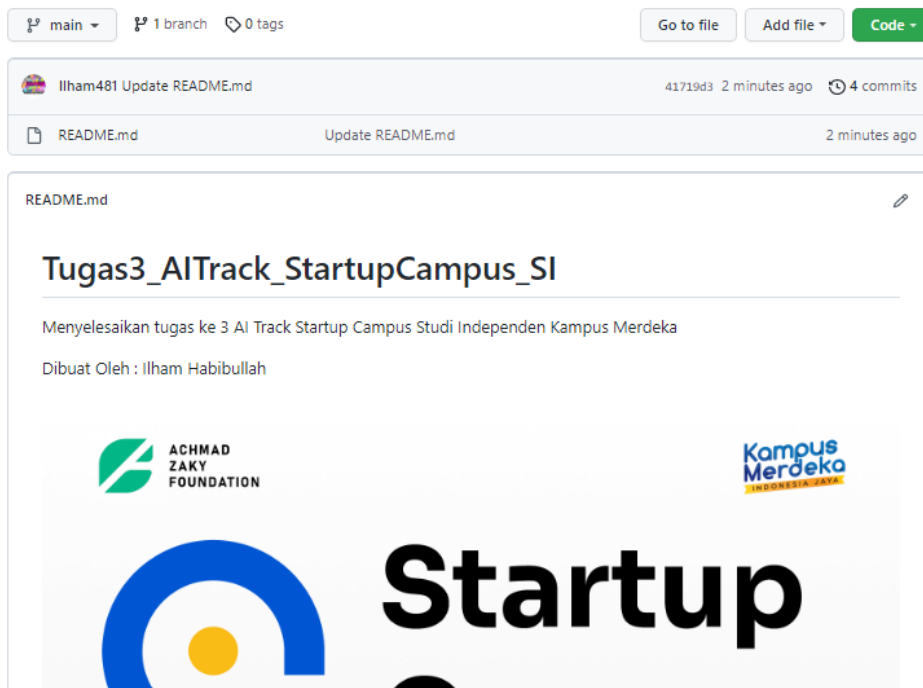 main 1 branch 0 tags Go to file Add file Code
Ilham481 Update README.md 41719d3 2 minutes ago 4 commits
README.md Update README.md 2 minutes ago
README.md
Tugas3_AITrack_StartupCampus_SI
Menyelesaikan tugas ke 3 AI Track Startup Campus Studi Independen Kampus Merdeka
Dibuat Oleh : Ilham Habibullah
ACHMAD
ZAKY
FOUNDATION
Kampus
Merdeka
INDONESIA JAYA
Startup